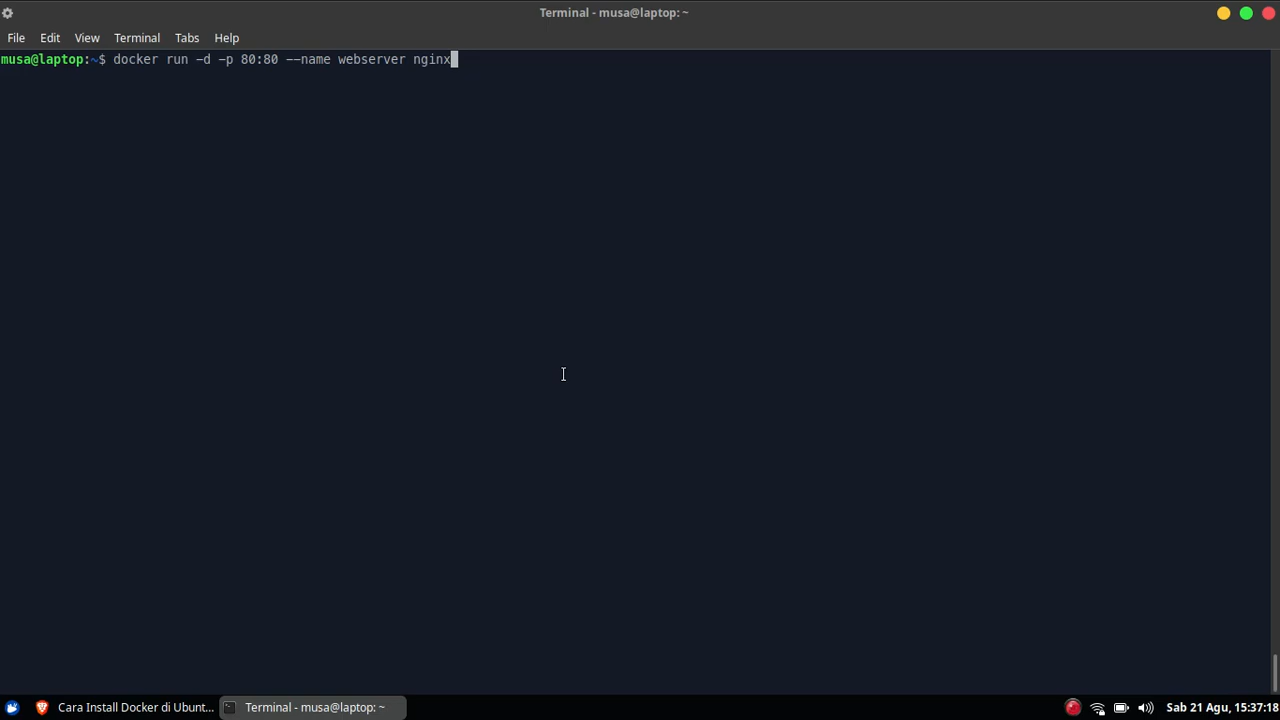 Terminal - musa@laptop: ~
File Edit View Terminal Tabs Help
musa@laptop:~$ docker run -d -p 80:80 --name webserver nginx
Cara Install Docker di Ubunt... Terminal - musa@laptop: ~ Sab 21 Agu, 15:37:18